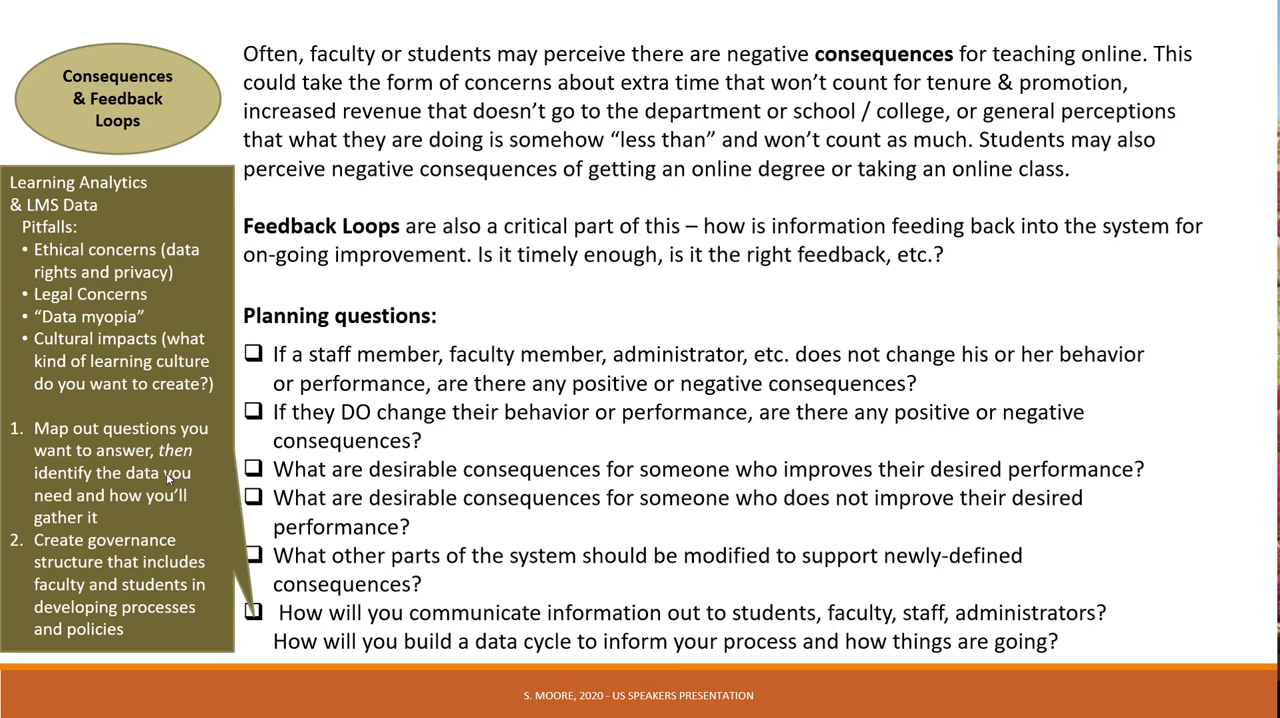 Consequences
& Feedback
Loops
Learning Analytics
& LMS Data
Pitfalls:
• Ethical concerns (data
rights and privacy)
• Legal Concerns
• “Data myopia”
• Cultural impacts (what
kind of learning culture
do you want to create?)
1. Map out questions you
want to answer, then
identify the data you
need and how you’ll
gather it
2. Create governance
structure that includes
faculty and students in
developing processes
and policies
Often, faculty or students may perceive there are negative consequences for teaching online. This
could take the form of concerns about extra time that won’t count for tenure & promotion,
increased revenue that doesn’t go to the department or school / college, or general perceptions
that what they are doing is somehow “less than” and won’t count as much. Students may also
perceive negative consequences of getting an online degree or taking an online class.
Feedback Loops are also a critical part of this – how is information feeding back into the system for
on-going improvement. Is it timely enough, is it the right feedback, etc.?
Planning questions:
❑ If a staff member, faculty member, administrator, etc. does not change his or her behavior
or performance, are there any positive or negative consequences?
❑ If they DO change their behavior or performance, are there any positive or negative
consequences?
❑ What are desirable consequences for someone who improves their desired performance?
❑ What are desirable consequences for someone who does not improve their desired
performance?
❑ What other parts of the system should be modified to support newly-defined
consequences?
❑ How will you communicate information out to students, faculty, staff, administrators?
How will you build a data cycle to inform your process and how things are going?
S. MOORE, 2020 - US SPEAKERS PRESENTATION